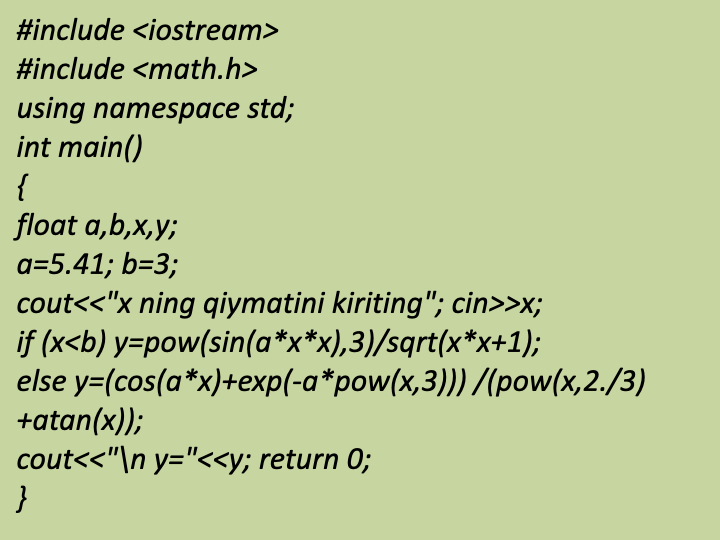 #include <iostream>
#include <math.h>
using namespace std;
int main()
{
float a,b,x,y;
a=5.41; b=3;
cout<<"x ning qiymatini kiriting"; cin>>x;
if (x<b) y=pow(sin(a*x*x),3)/sqrt(x*x+1);
else y=(cos(a*x)+exp(-a*pow(x,3))) /(pow(x,2./3)
+atan(x));
cout<<"\n y="<<y; return 0;
}